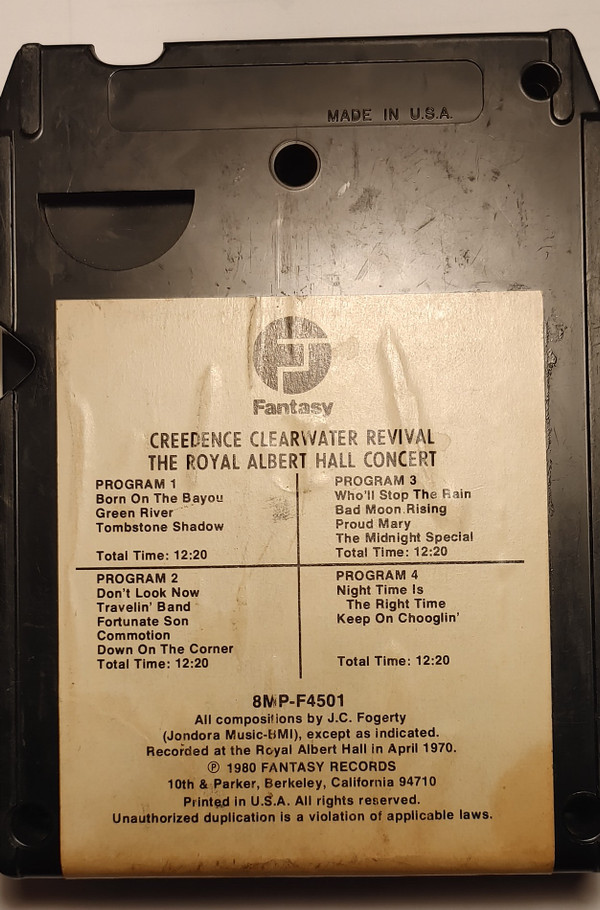 MADE IN U.S.A.
Fantasy
CREEDENCE CLEARWATER REVIVAL
THE ROYAL ALBERT HALL CONCERT
PROGRAM 1
Born On The Bayou
Green River
Tombstone Shadow
Total Time: 12:20
PROGRAM 3
Who'll Stop The Rain
Bad Moon Rising
Proud Mary
The Midnight Special
Total Time: 12:20
PROGRAM 2
Don't Look Now
Travelin' Band
Fortunate Son
Commotion
Down On The Corner
Total Time: 12:20
PROGRAM 4
Night Time Is
The Right Time
Keep On Chooglin'
Total Time: 12:20
8MP-F4501
All compositions by J.C. Fogerty
(Jondora Music-BMI), except as indicated.
Recorded at the Royal Albert Hall in April 1970.
℗ 1980 FANTASY RECORDS
10th & Parker, Berkeley, California 94710
Printed in U.S.A. All rights reserved.
Unauthorized duplication is a violation of applicable laws.